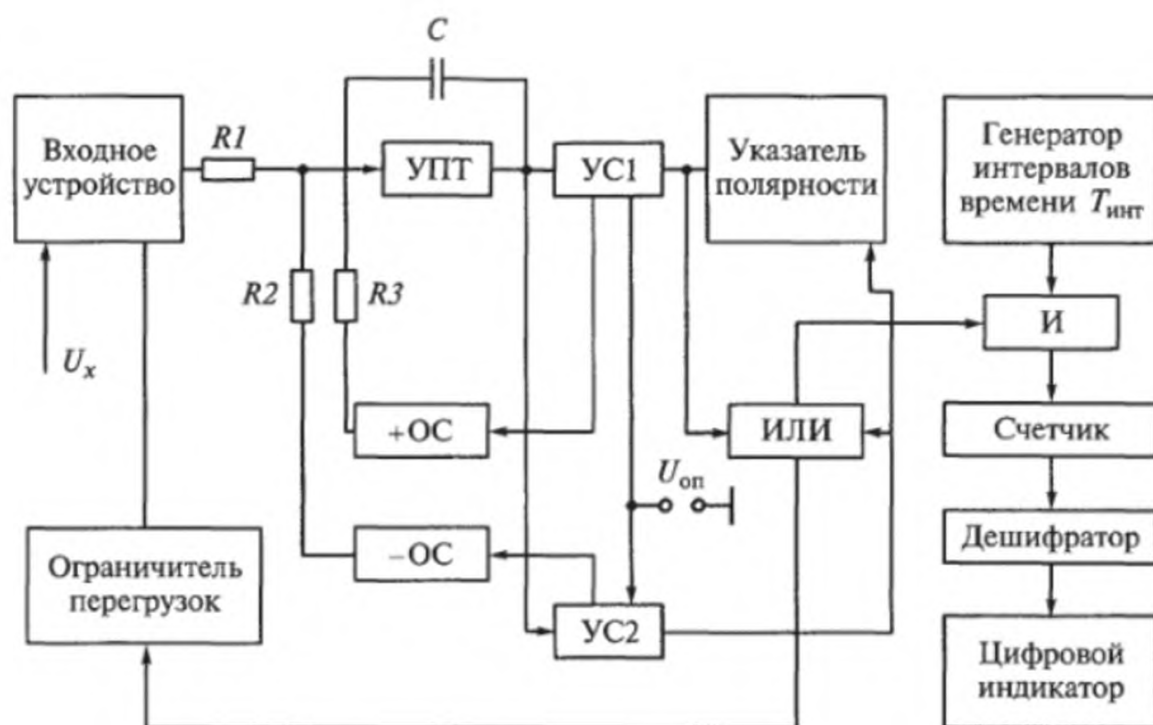 C
Входное
устройство
R1
УПТ
УС1
Указатель
полярности
Генератор
интервалов
времени Tинт
R2
R3
И
Ux
+ОС
ИЛИ
Счетчик
Uоп
Ограничитель
перегрузок
−ОС
Дешифратор
УС2
Цифровой
индикатор